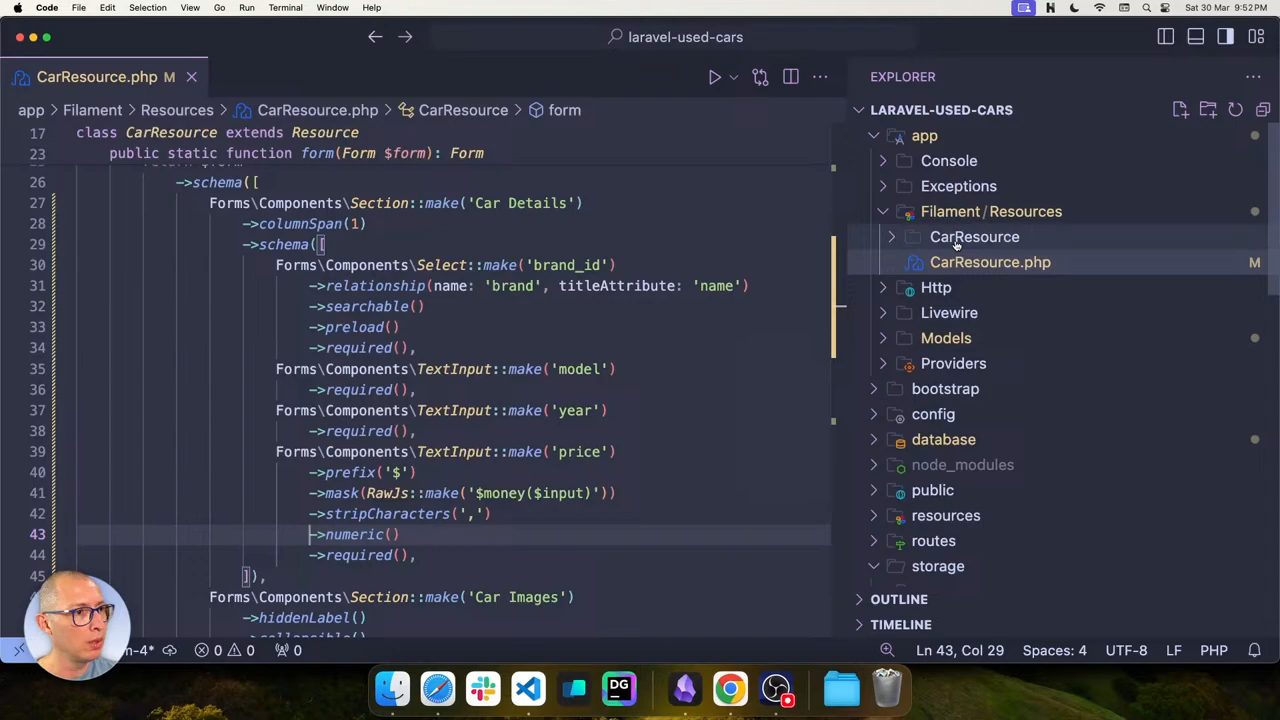 Code File Edit Selection View Go Run Terminal Window Help Sat 30 Mar 9:52PM
laravel-used-cars
CarResource.php M
app > Filament > Resources > CarResource.php > CarResource > form
17 class CarResource extends Resource
23 public static function form(Form $form): Form
26 ->schema([
27 Forms\Components\Section::make('Car Details')
28 ->columnSpan(1)
29 ->schema([
30 Forms\Components\Select::make('brand_id')
31 ->relationship(name: 'brand', titleAttribute: 'name')
32 ->searchable()
33 ->preload()
34 ->required(),
35 Forms\Components\TextInput::make('model')
36 ->required(),
37 Forms\Components\TextInput::make('year')
38 ->required(),
39 Forms\Components\TextInput::make('price')
40 ->prefix('$')
41 ->mask(RawJs::make('$money($input)'))
42 ->stripCharacters(',')
43 ->numeric()
44 ->required(),
45 ]),
Forms\Components\Section::make('Car Images')
->hiddenLabel()
->collapsible()
EXPLORER
LARAVEL-USED-CARS
app
Console
Exceptions
Filament/Resources
CarResource
CarResource.php M
Http
Livewire
Models
Providers
bootstrap
config
database
node_modules
public
resources
routes
storage
OUTLINE
TIMELINE
n-4* 0 0 0 Ln 43, Col 29 Spaces: 4 UTF-8 LF PHP
DG